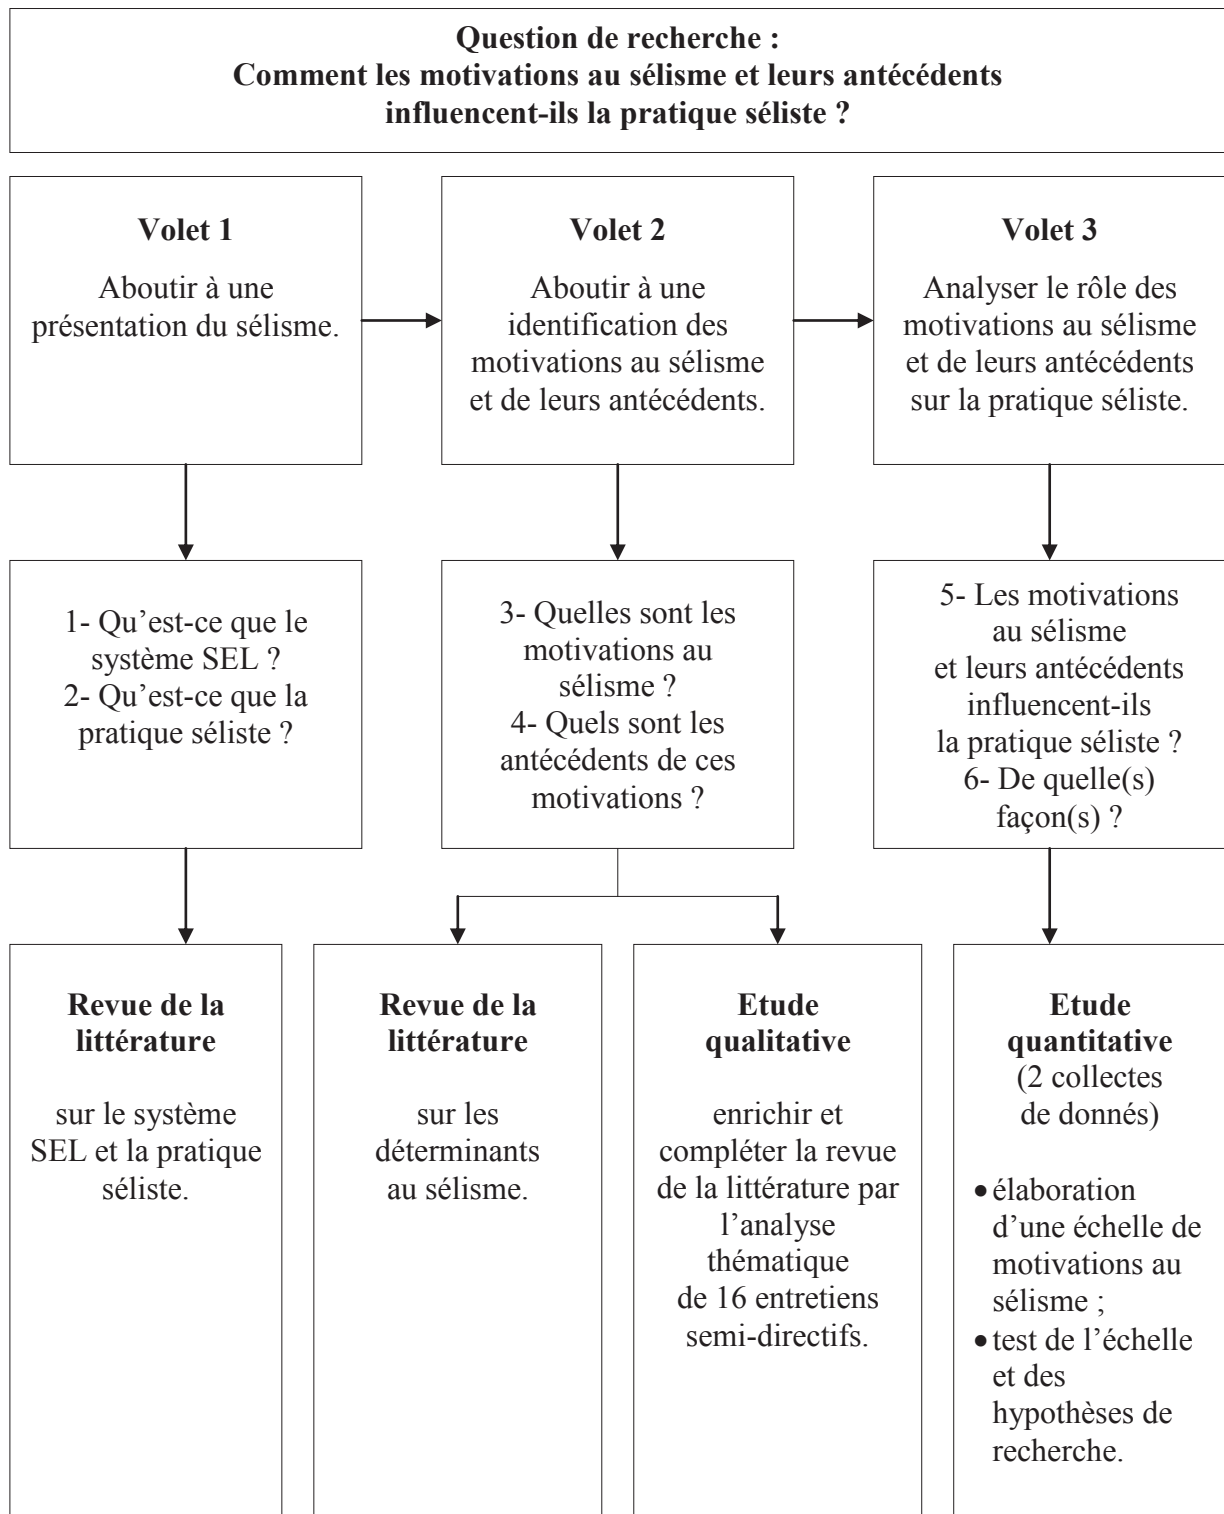 Question de recherche :
Comment les motivations au sélisme et leurs antécédents
influencent-ils la pratique séliste ?
Volet 1
Aboutir à une
présentation du sélisme.
Volet 2
Aboutir à une
identification des
motivations au sélisme
et de leurs antécédents.
Volet 3
Analyser le rôle des
motivations au sélisme
et de leurs antécédents
sur la pratique séliste.
1- Qu’est-ce que le
système SEL ?
2- Qu’est-ce que la
pratique séliste ?
3- Quelles sont les
motivations au
sélisme ?
4- Quels sont les
antécédents de ces
motivations ?
5- Les motivations
au sélisme
et leurs antécédents
influencent-ils
la pratique séliste ?
6- De quelle(s)
façon(s) ?
Revue de la
littérature
sur le système
SEL et la pratique
séliste.
Revue de la
littérature
sur les
déterminants
au sélisme.
Etude
qualitative
enrichir et
compléter la revue
de la littérature par
l’analyse
thématique
de 16 entretiens
semi-directifs.
Etude
quantitative
(2 collectes
de donnés)
• élaboration
d’une échelle de
motivations au
sélisme ;
• test de l’échelle
et des
hypothèses de
recherche.